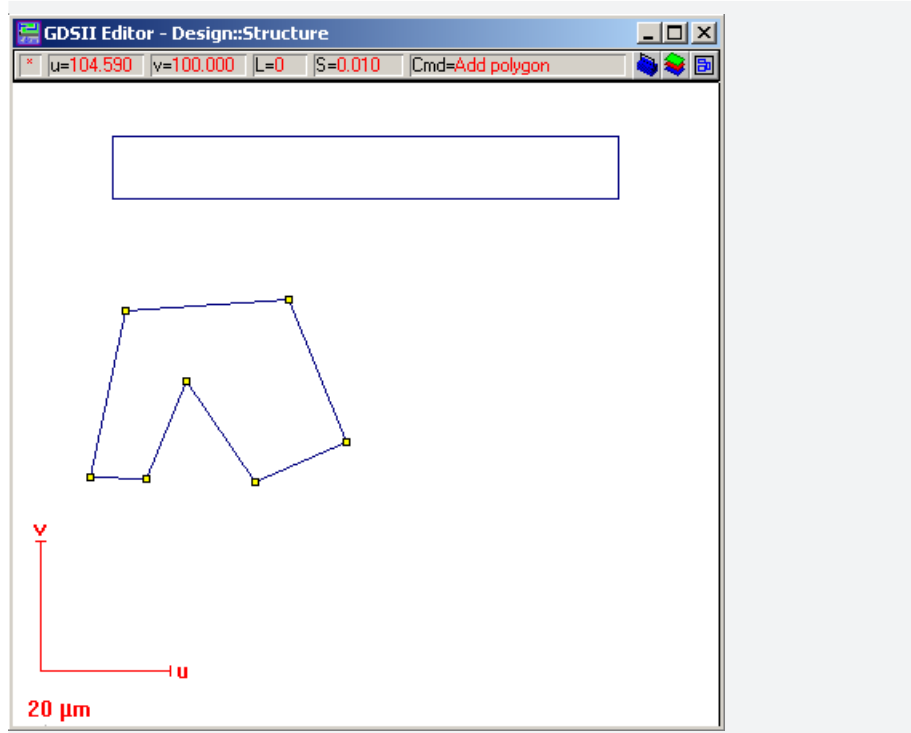 GDSII Editor - Design::Structure
* u=104.590 v=100.000 L=0 S=0.010 Cmd=Add polygon
v
u
20 µm